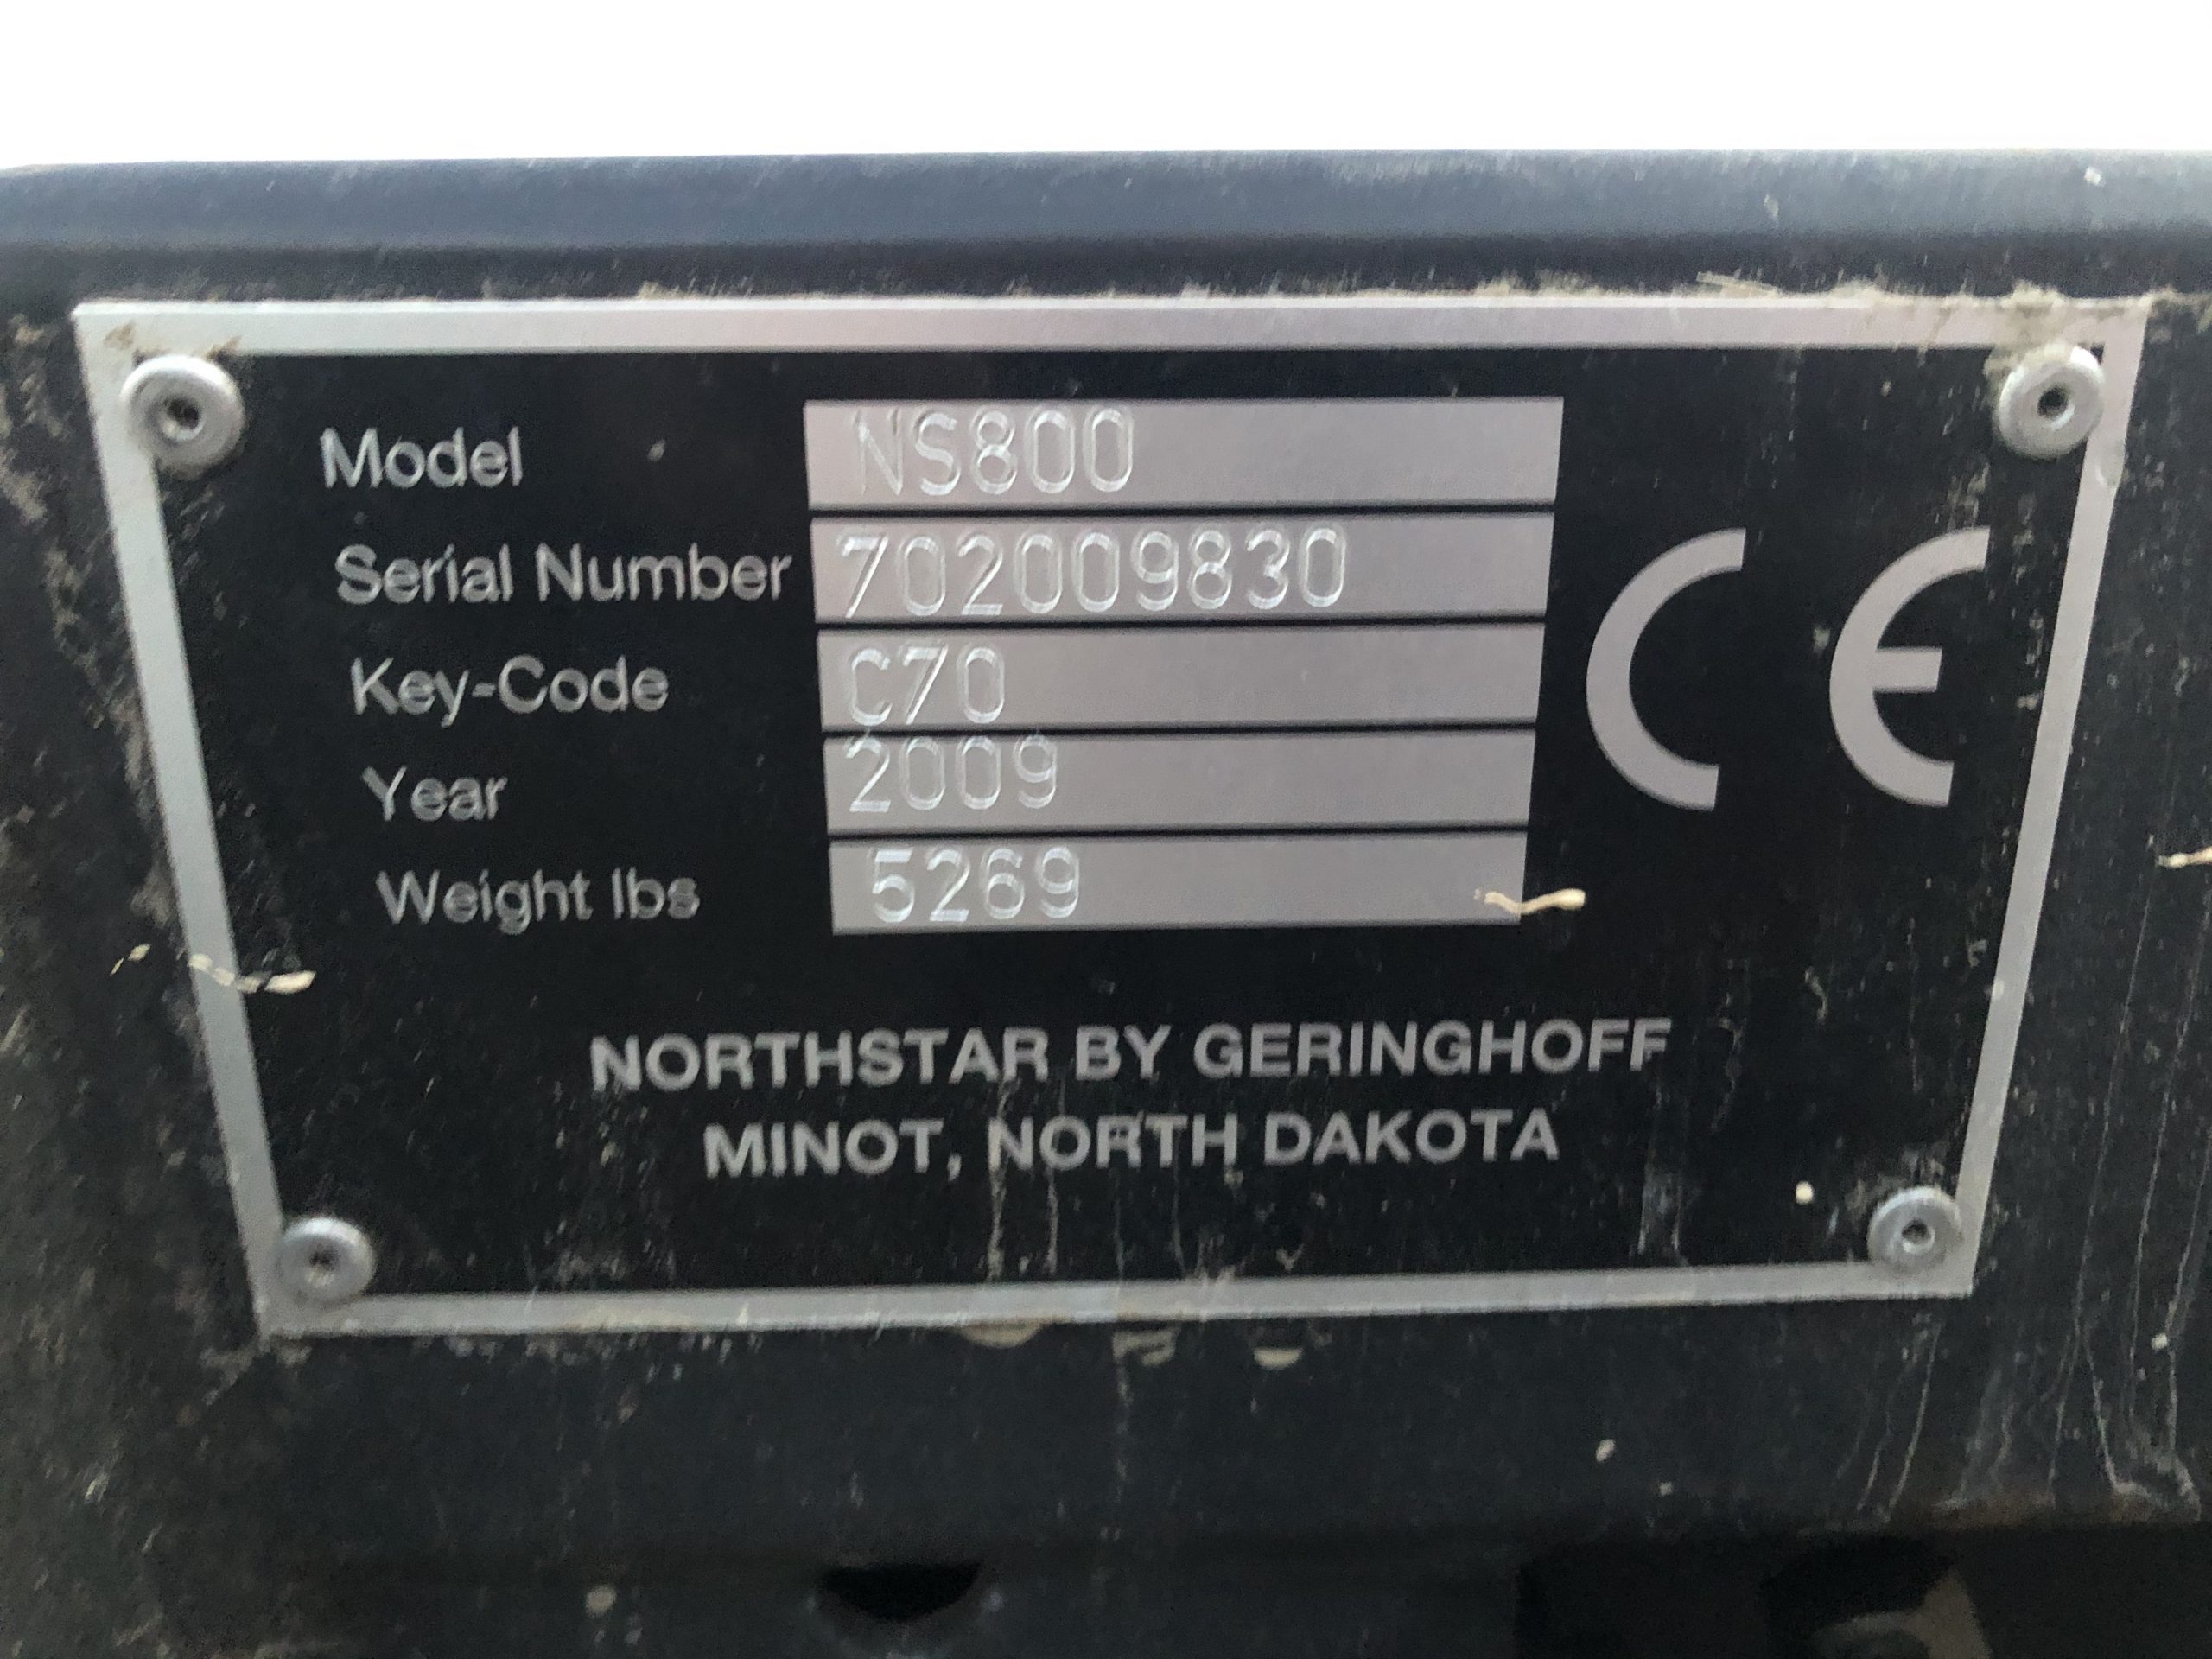 Model NS800
Serial Number 702009830
Key-Code C70
Year 2009
Weight lbs 5269
CE
NORTHSTAR BY GERINGHOFF
MINOT, NORTH DAKOTA